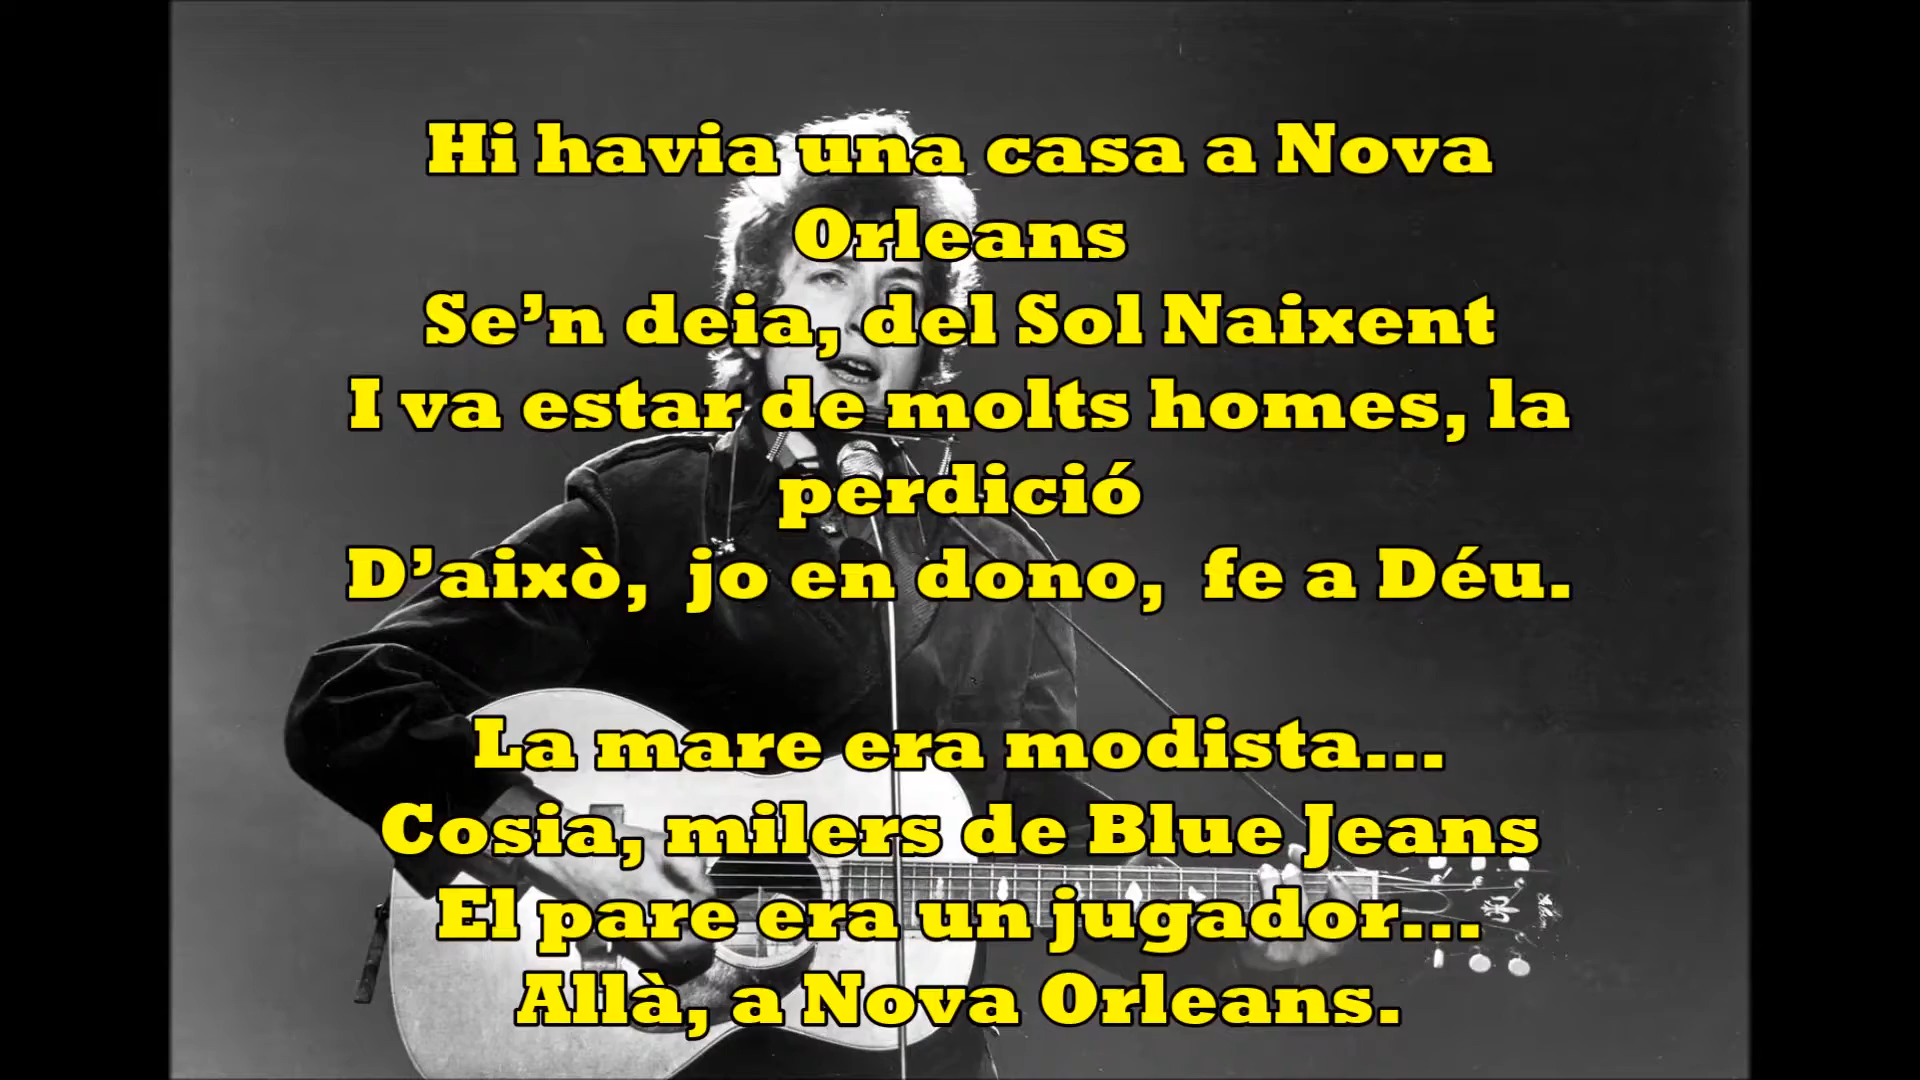 Hi havia una casa a Nova
Orleans
Se’n deia, del Sol Naixent
I va estar de molts homes, la
perdició
D’això,  jo en dono,  fe a Déu.
La mare era modista...
Cosia, milers de Blue Jeans
El pare era un jugador...
Allà, a Nova Orleans.